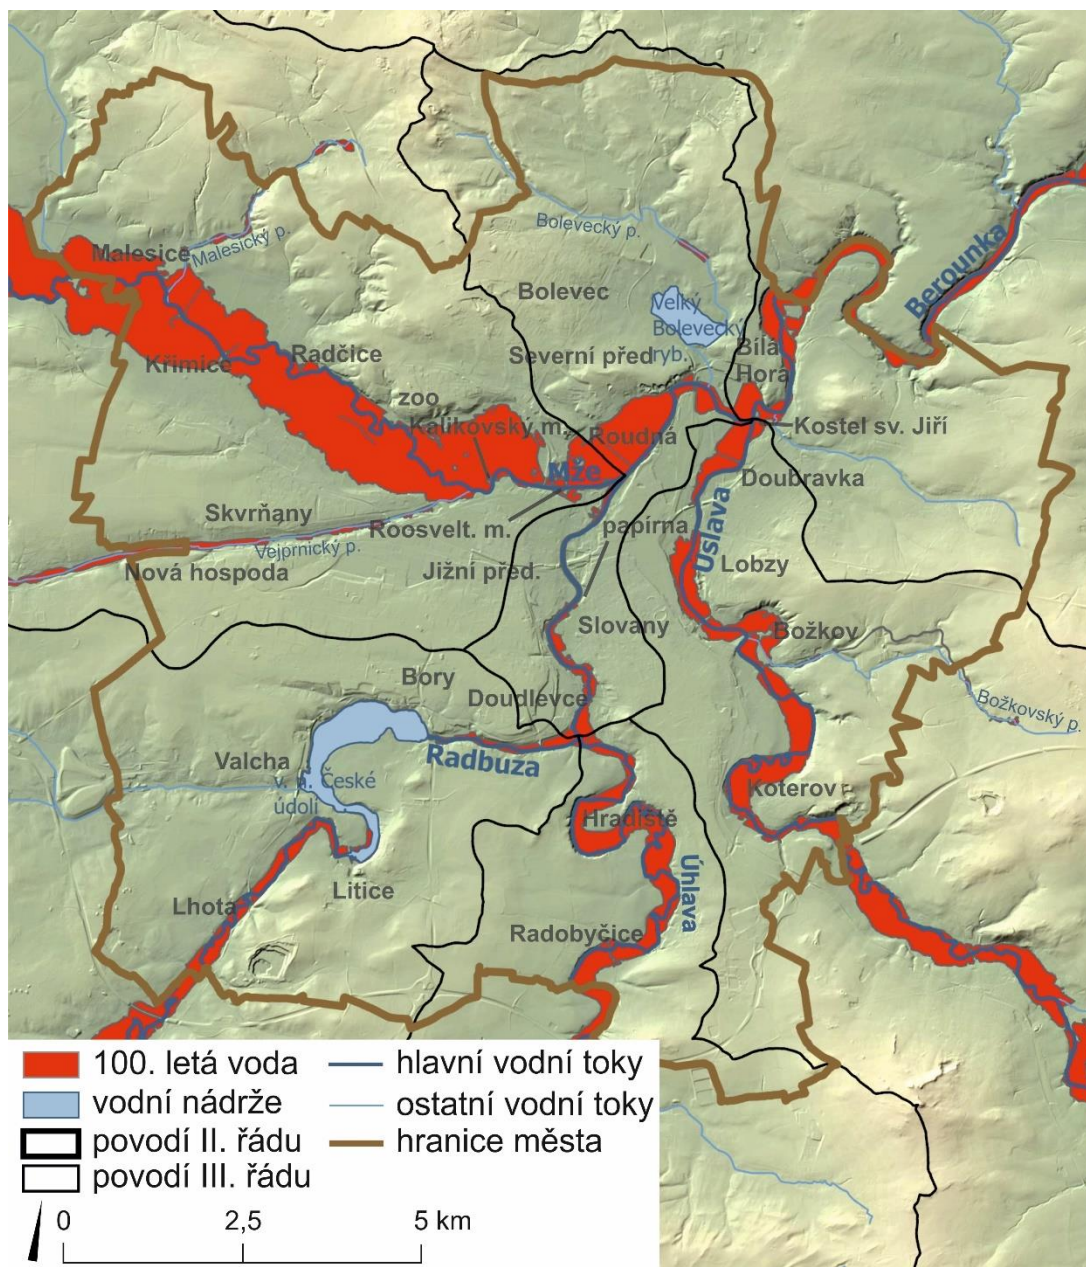 Malesice
Malesický p.
Bolevecký p.
Berounka
Bolevec
Velký
Bolevecký
ryb.
Severní před
Bílá
Hora
Křimice
Radčice
zoo
Kalikovský m.
Roudná
Kostel sv. Jiří
Mže
Doubravka
Skvrňany
Roosvelt. m.
papírna
Úslava
Vejprnický p.
Nová hospoda
Jižní před.
Lobzy
Slovany
Božkov
Bory
Doudlevce
Božkovský p.
Valcha
Radbuza
v. n. České
údolí
Koterov
Hradiště
Litice
Úhlava
Lhota
Radobyčice
100. letá voda
hlavní vodní toky
vodní nádrže
ostatní vodní toky
povodí II. řádu
hranice města
povodí III. řádu
0 2,5 5 km